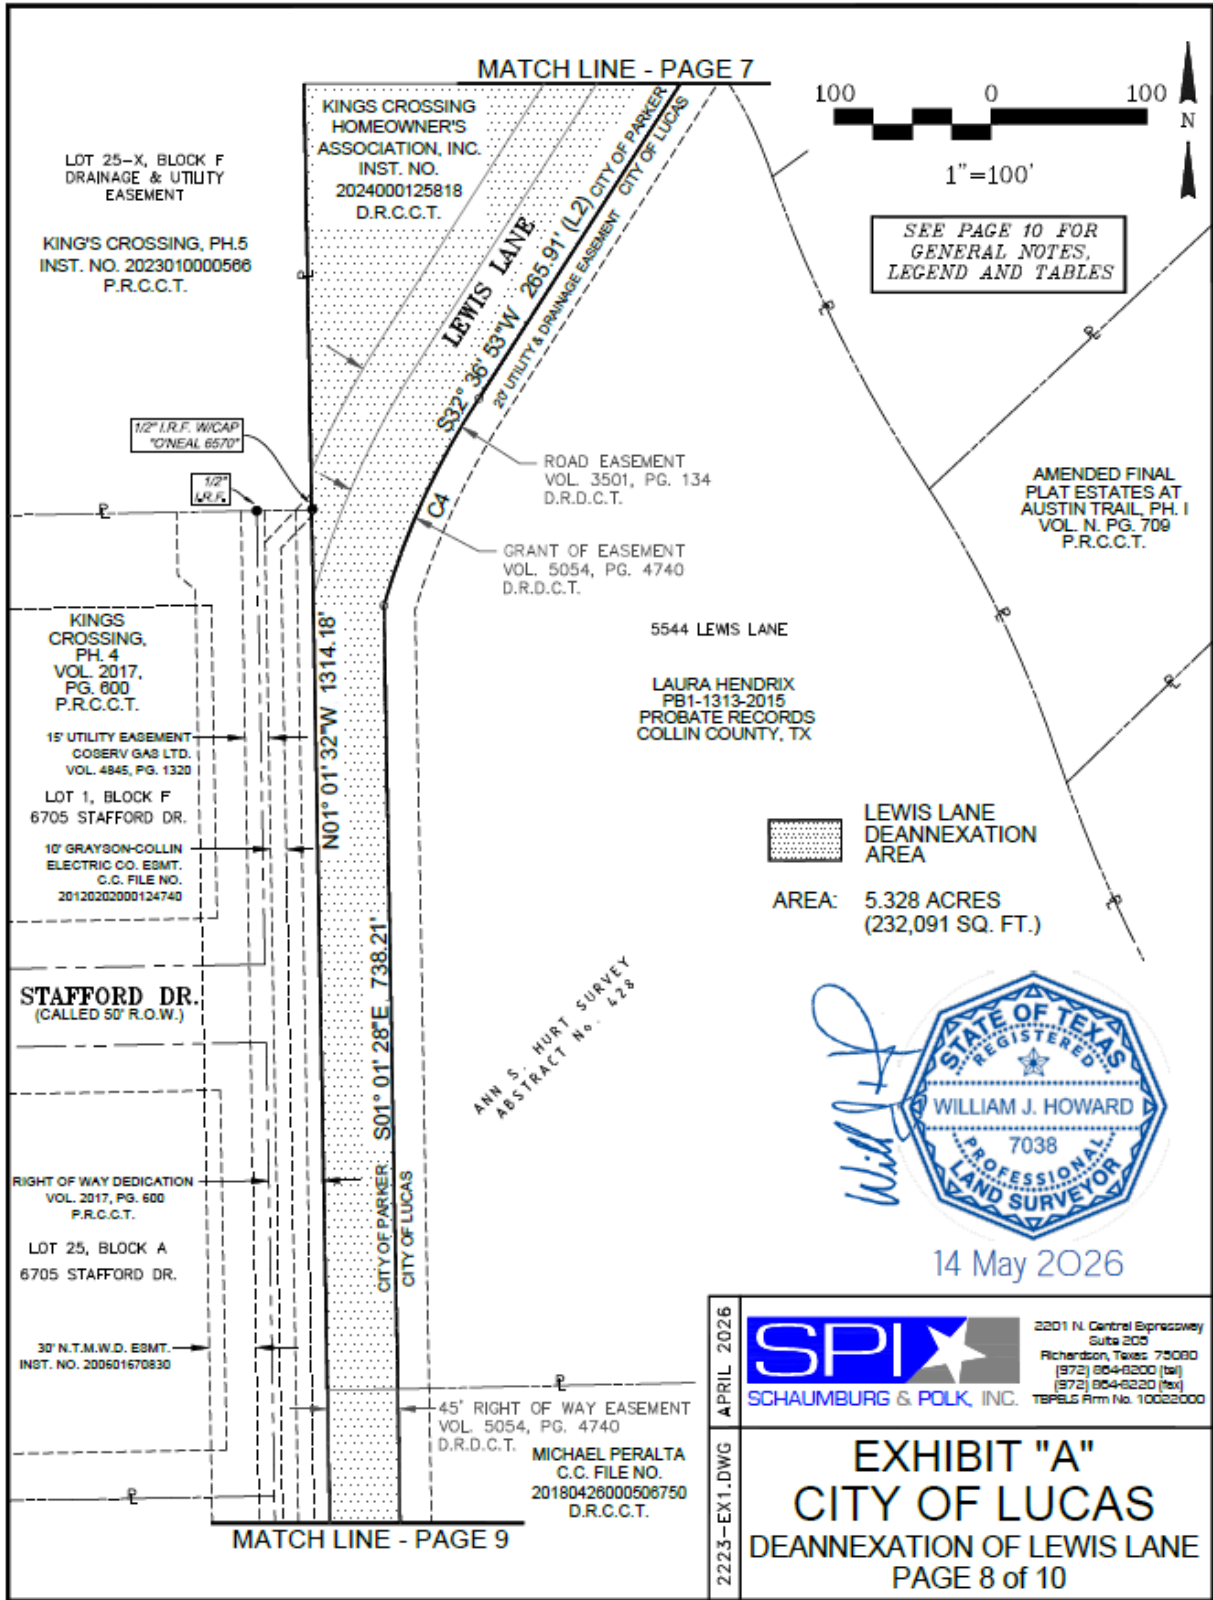 MATCH LINE - PAGE 7
KINGS CROSSING
HOMEOWNER'S
ASSOCIATION, INC.
INST. NO.
2024000125818
D.R.C.C.T.
LOT 25-X, BLOCK F
DRAINAGE & UTILITY
EASEMENT
KING'S CROSSING, PH.5
INST. NO. 2023010000566
P.R.C.C.T.
100 0 100
1"=100'
N
SEE PAGE 10 FOR
GENERAL NOTES,
LEGEND AND TABLES
LEWIS LANE
S32° 36' 53"W 265.91' (L2)
CITY OF PARKER
CITY OF LUCAS
20' UTILITY & DRAINAGE EASEMENT
1/2" I.R.F. W/CAP
"O'NEAL 6570"
1/2"
I.R.F.
ROAD EASEMENT
VOL. 3501, PG. 134
D.R.D.C.T.
C4
GRANT OF EASEMENT
VOL. 5054, PG. 4740
D.R.D.C.T.
AMENDED FINAL
PLAT ESTATES AT
AUSTIN TRAIL, PH. I
VOL. N. PG. 709
P.R.C.C.T.
5544 LEWIS LANE
LAURA HENDRIX
PB1-1313-2015
PROBATE RECORDS
COLLIN COUNTY, TX
KINGS
CROSSING,
PH. 4
VOL. 2017,
PG. 600
P.R.C.C.T.
15' UTILITY EASEMENT
COSERV GAS LTD.
VOL. 4845, PG. 1320
LOT 1, BLOCK F
6705 STAFFORD DR.
10' GRAYSON-COLLIN
ELECTRIC CO. ESMT.
C.C. FILE NO.
20120202000124740
N01° 01' 32"W 1314.18'
S01° 01' 28"E 738.21'
LEWIS LANE
DEANNEXATION
AREA
AREA: 5.328 ACRES
(232,091 SQ. FT.)
STAFFORD DR.
(CALLED 50' R.O.W.)
ANN S. HURT SURVEY
ABSTRACT No. 428
STATE OF TEXAS
REGISTERED
WILLIAM J. HOWARD
7038
PROFESSIONAL
LAND SURVEYOR
14 May 2026
RIGHT OF WAY DEDICATION
VOL. 2017, PG. 600
P.R.C.C.T.
LOT 25, BLOCK A
6705 STAFFORD DR.
CITY OF PARKER
CITY OF LUCAS
30' N.T.M.W.D. ESMT.
INST. NO. 200601670830
45' RIGHT OF WAY EASEMENT
VOL. 5054, PG. 4740
D.R.D.C.T.
MICHAEL PERALTA
C.C. FILE NO.
20180426000506750
D.R.C.C.T.
MATCH LINE - PAGE 9
APRIL 2026
SPI
SCHAUMBURG & POLK, INC.
2201 N. Central Expressway
Suite 205
Richardson, Texas 75080
(972) 864-8200 (tel)
(972) 864-8220 (fax)
TBPELS Firm No. 10022000
2223-EX1.DWG
EXHIBIT "A"
CITY OF LUCAS
DEANNEXATION OF LEWIS LANE
PAGE 8 of 10